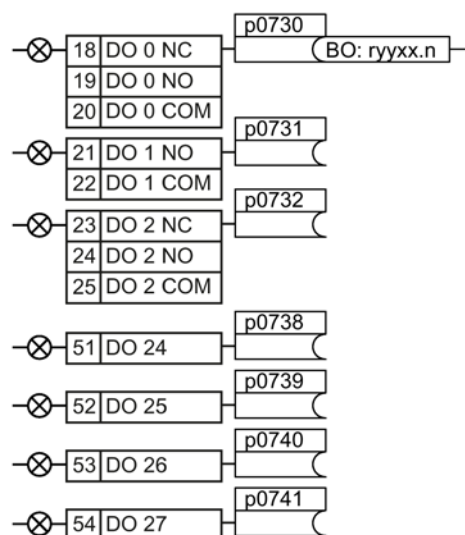 p0730
18 DO 0 NC BO: ryyxx.n
19 DO 0 NO
20 DO 0 COM
p0731
21 DO 1 NO
22 DO 1 COM
p0732
23 DO 2 NC
24 DO 2 NO
25 DO 2 COM
p0738
51 DO 24
p0739
52 DO 25
p0740
53 DO 26
p0741
54 DO 27